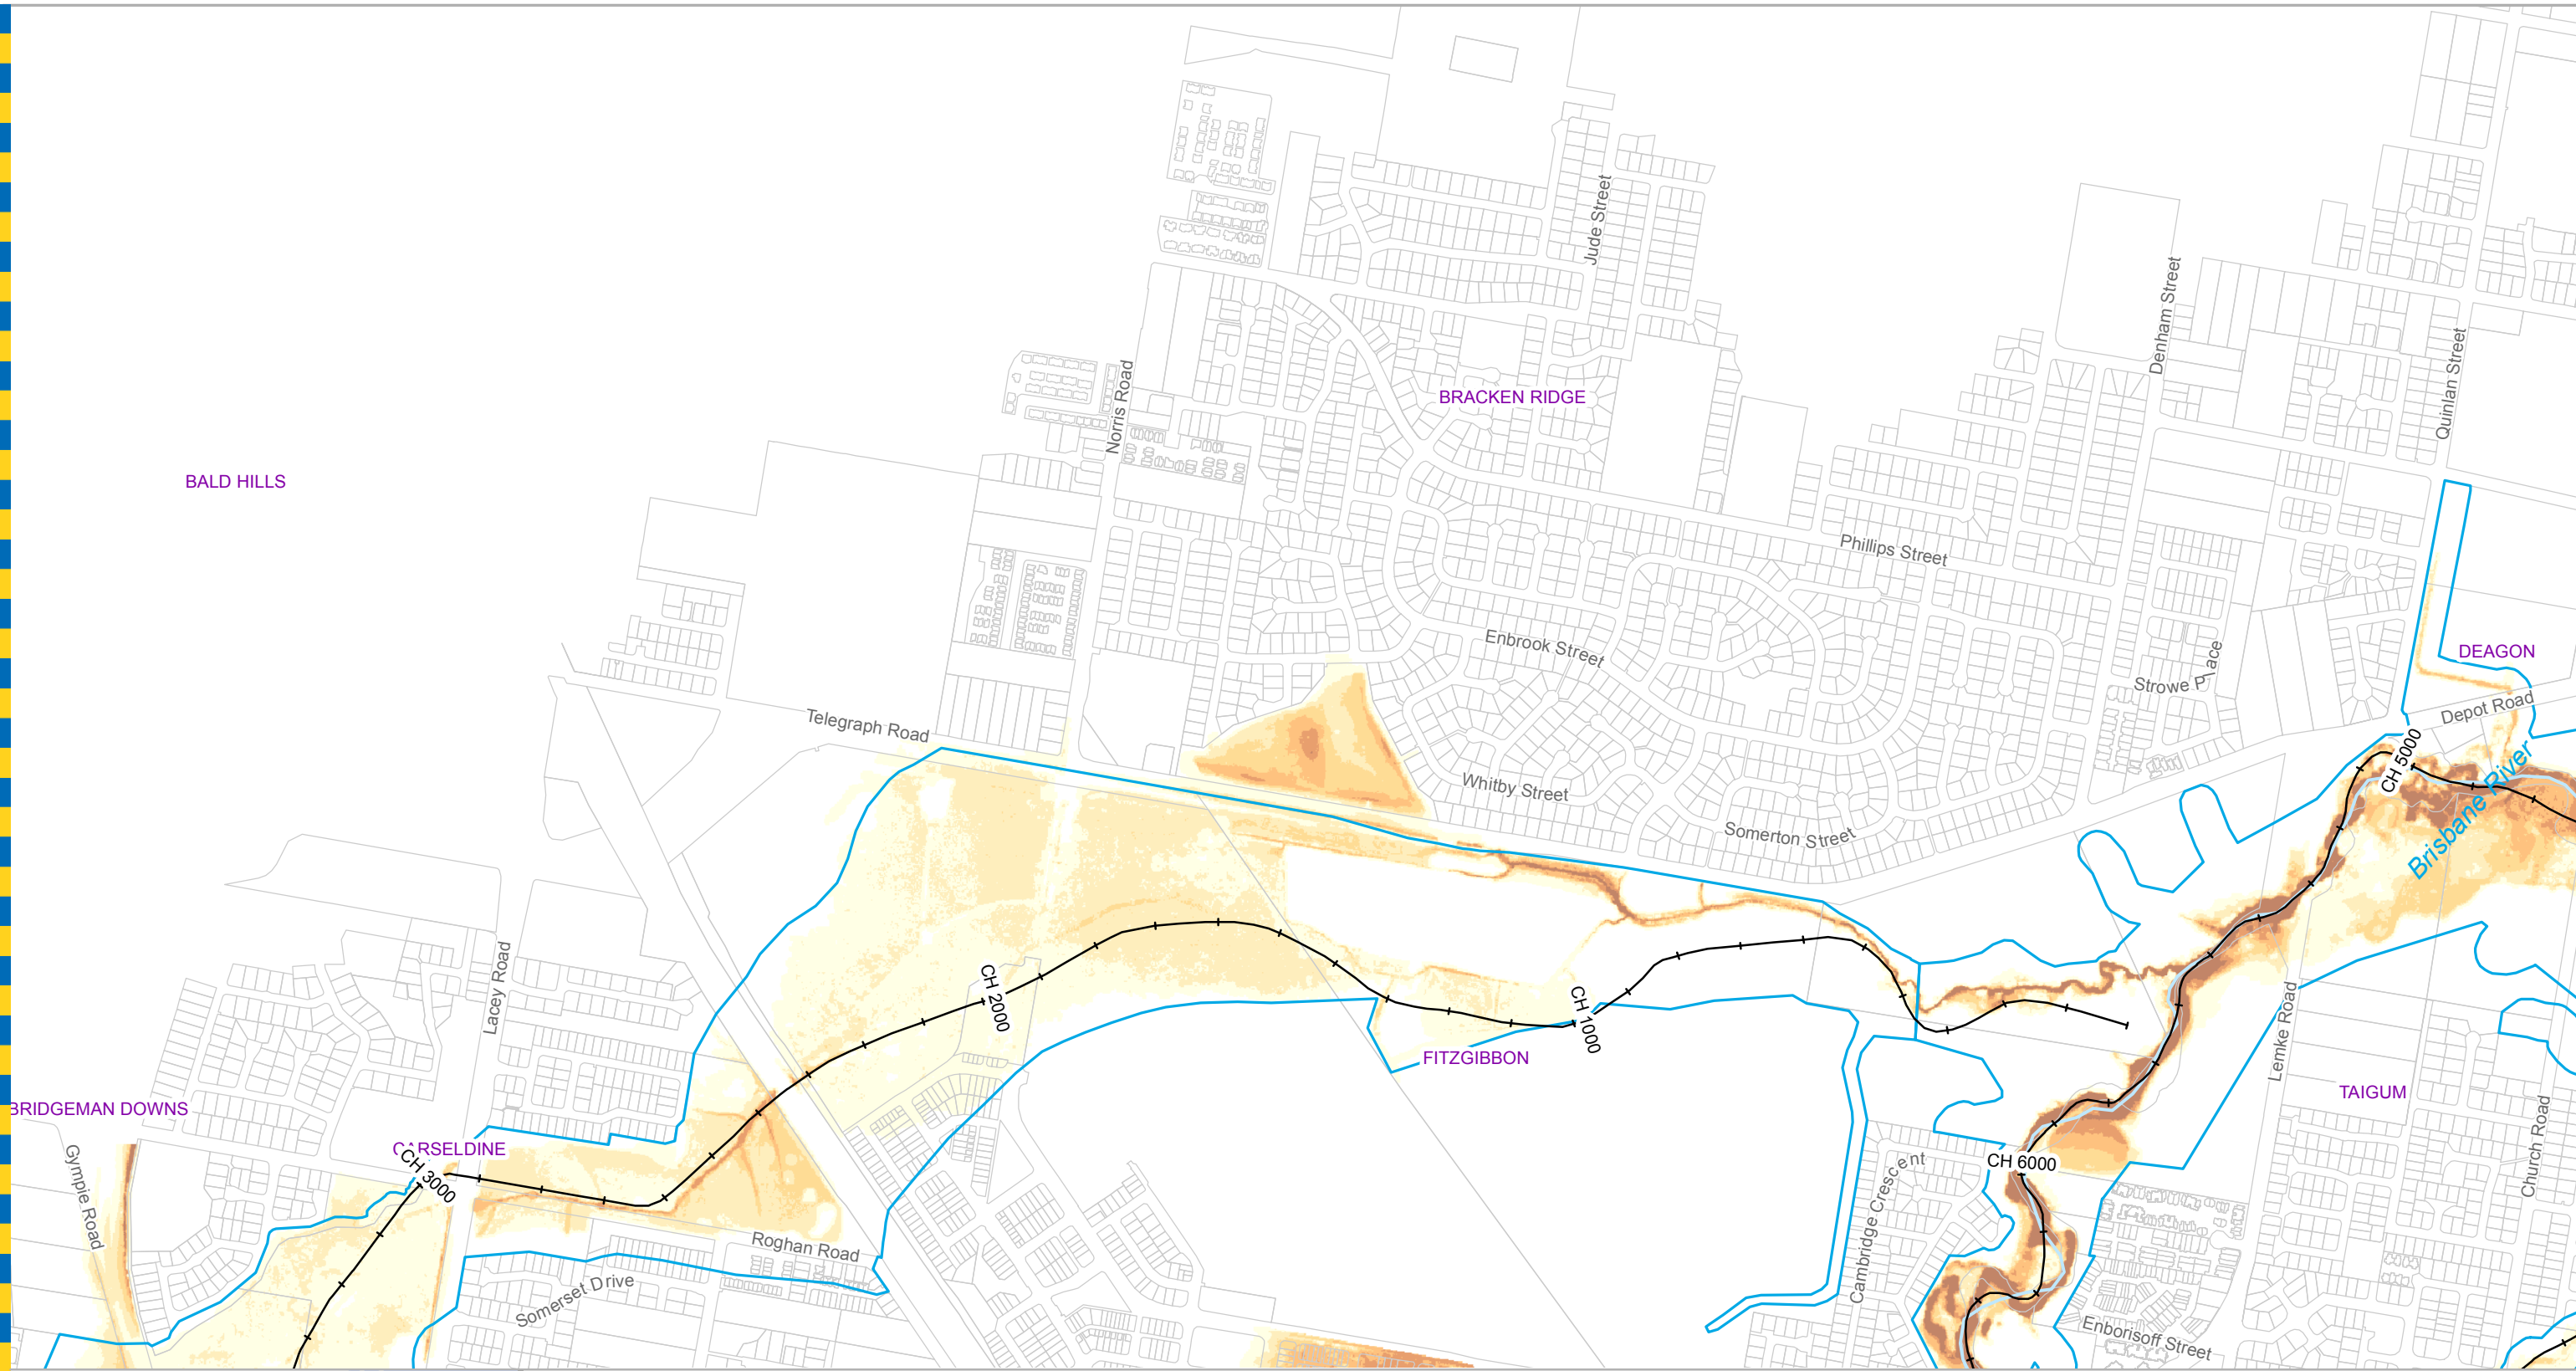 Jude Street
Denham Street
Quinlan Street
Norris Road
BRACKEN RIDGE
BALD HILLS
Phillips Street
Enbrook Street
DEAGON
Strowe Place
Depot Road
Telegraph Road
Whitby Street
CH 5000
Brisbane River
Somerton Street
Lacey Road
CH 2000
CH 1000
FITZGIBBON
Lemke Road
TAIGUM
BRIDGEMAN DOWNS
CARSELDINE
CH 3000
Gympie Road
CH 6000
Church Road
Cambridge Crescent
Roghan Road
Somerset Drive
Enborisoff Street